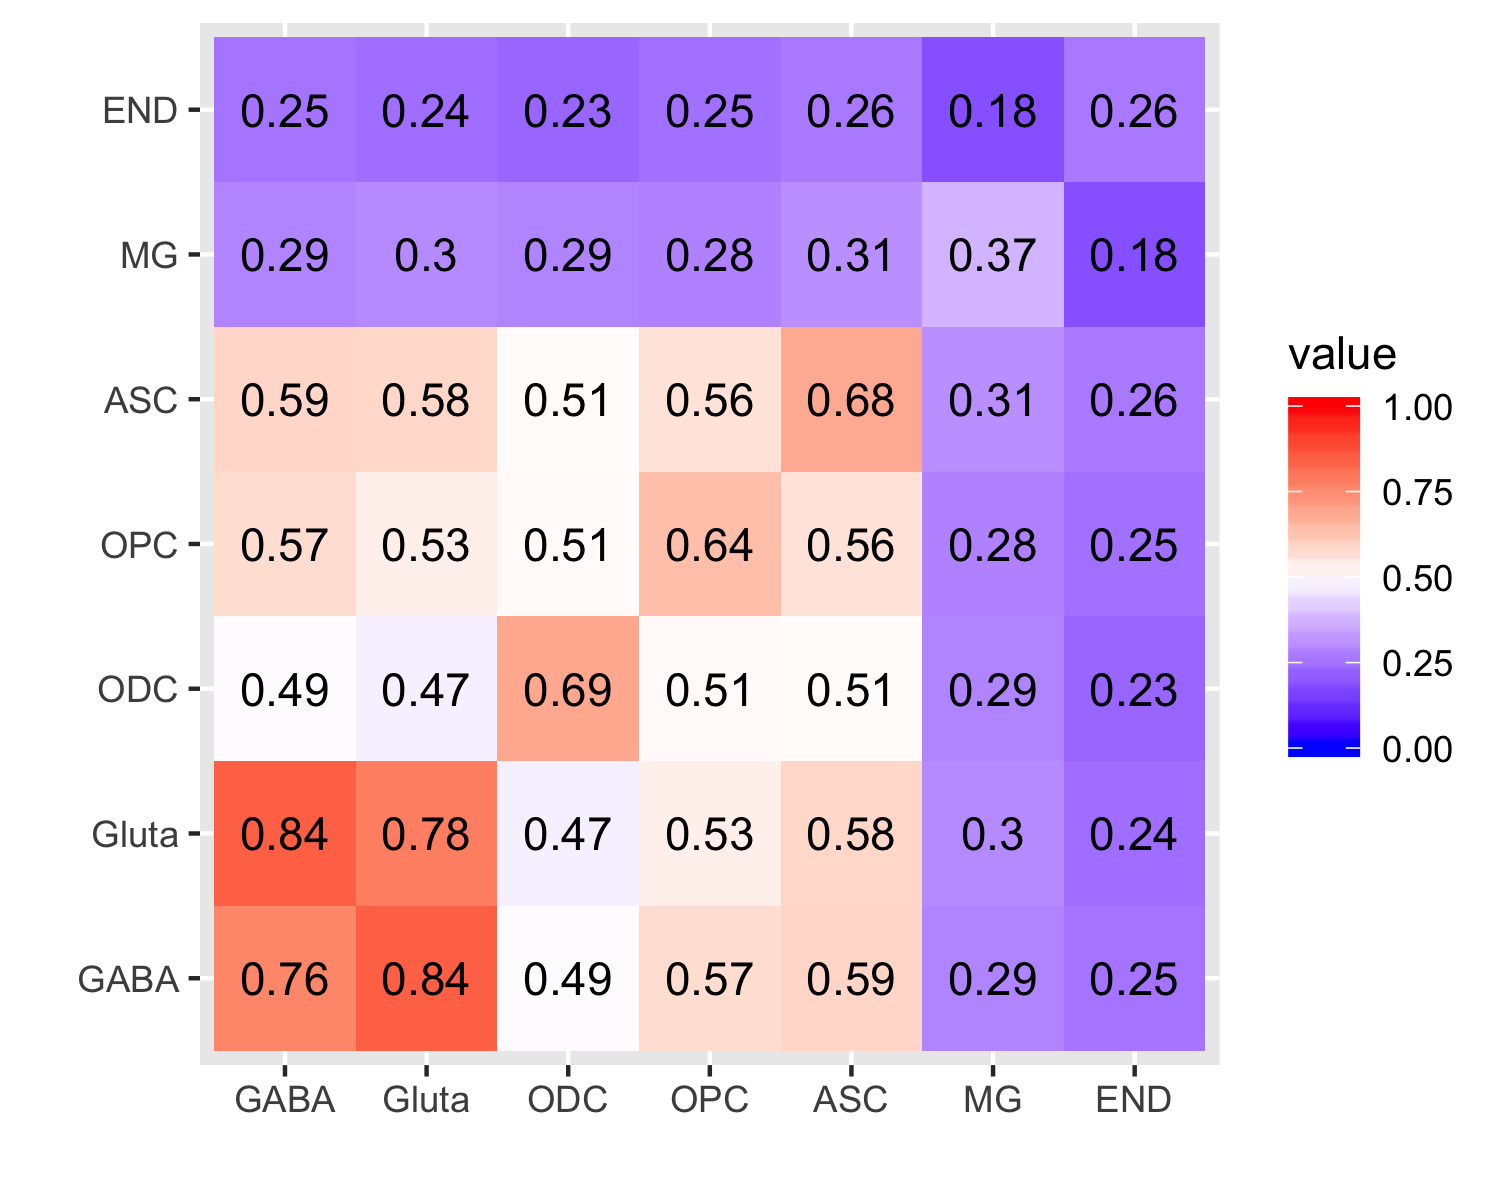 END 0.25 0.24 0.23 0.25 0.26 0.18 0.26
MG 0.29 0.3 0.29 0.28 0.31 0.37 0.18
ASC 0.59 0.58 0.51 0.56 0.68 0.31 0.26
OPC 0.57 0.53 0.51 0.64 0.56 0.28 0.25
ODC 0.49 0.47 0.69 0.51 0.51 0.29 0.23
Gluta 0.84 0.78 0.47 0.53 0.58 0.3 0.24
GABA 0.76 0.84 0.49 0.57 0.59 0.29 0.25
GABA Gluta ODC OPC ASC MG END
value
1.00
0.75
0.50
0.25
0.00